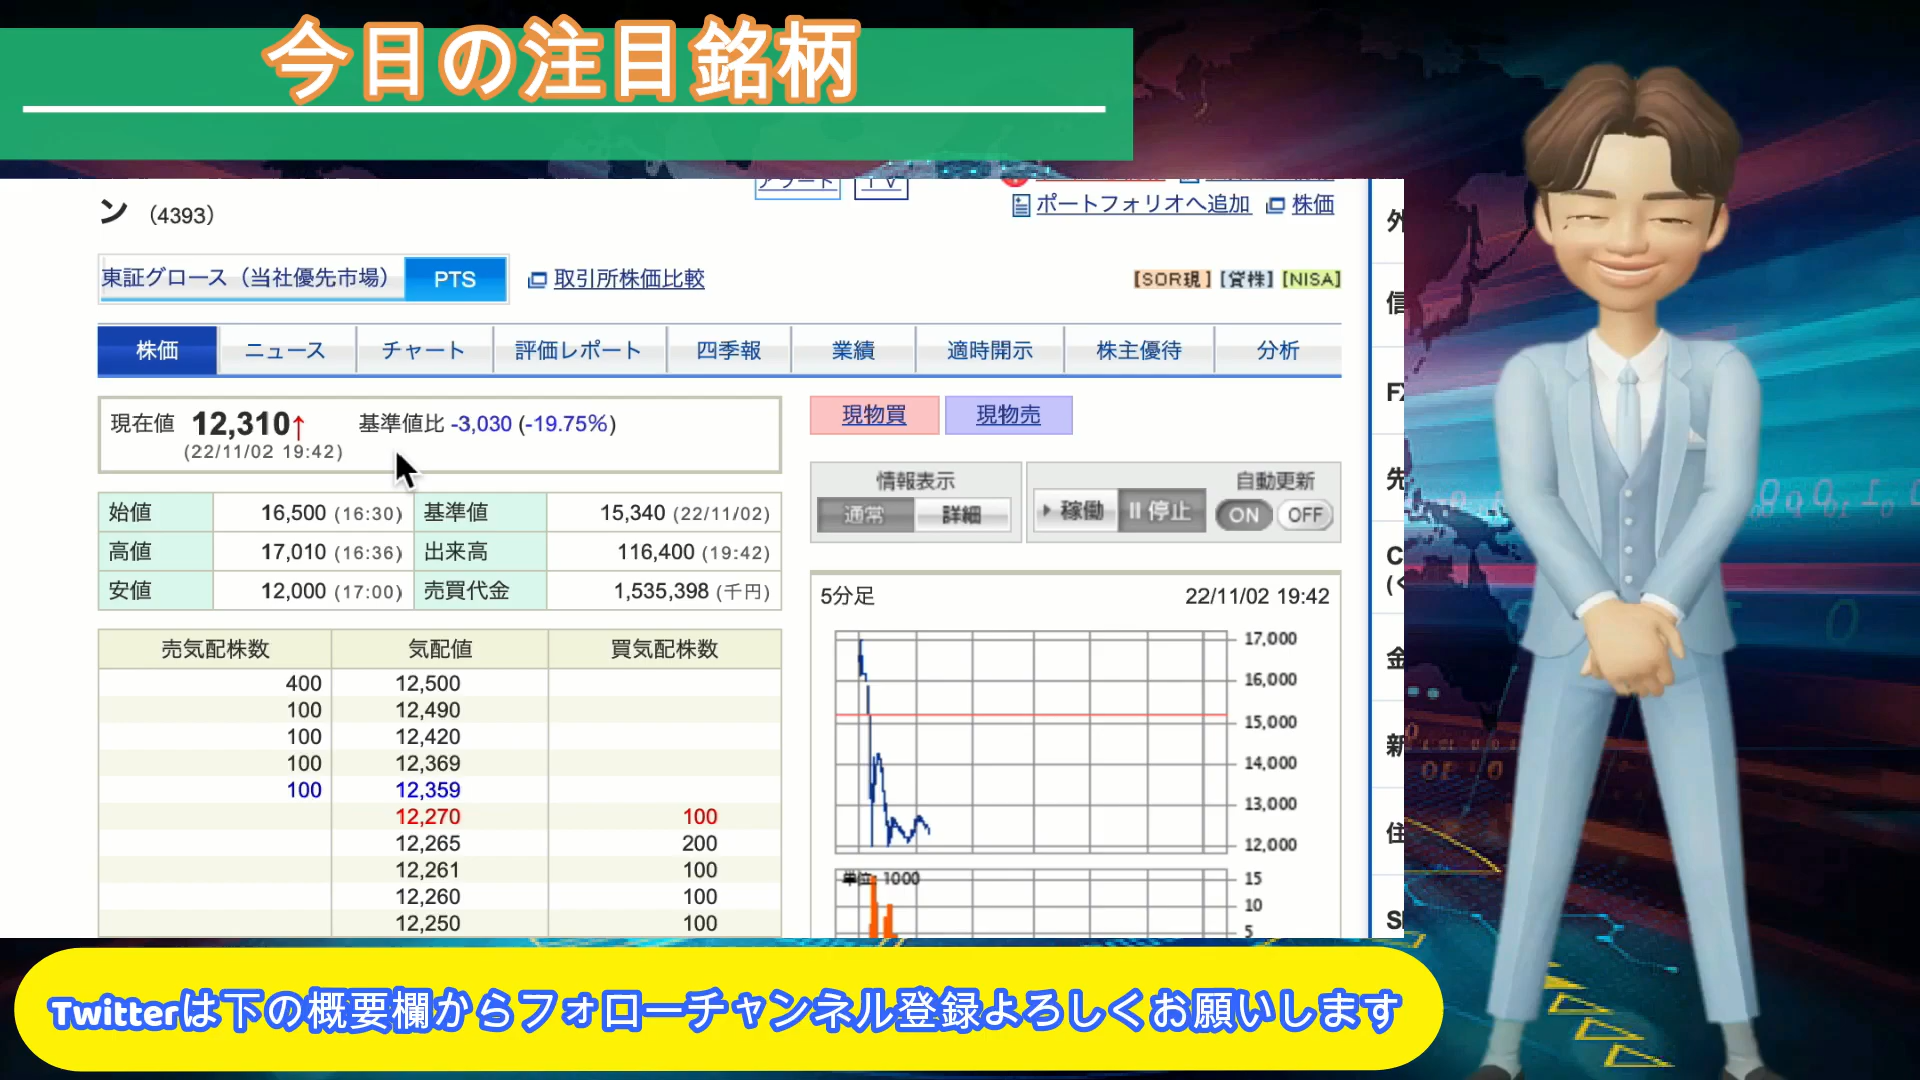 今日の注目銘柄
アラート TV
ン (4393)
ポートフォリオへ追加 株価
東証グロース（当社優先市場） PTS 取引所株価比較
[SOR現] [貸株] [NISA]
株価 ニュース チャート 評価レポート 四季報 業績 適時開示 株主優待 分析
現在値 12,310↑ 基準値比 -3,030 (-19.75%)
(22/11/02 19:42)
現物買 現物売
情報表示
通常 詳細
自動更新
稼働 停止 ON OFF
始値 16,500 (16:30) 基準値 15,340 (22/11/02)
高値 17,010 (16:36) 出来高 116,400 (19:42)
安値 12,000 (17:00) 売買代金 1,535,398 (千円)
売気配株数 気配値 買気配株数
400 12,500
100 12,490
100 12,420
100 12,369
100 12,359
12,270 100
12,265 200
12,261 100
12,260 100
12,250 100
5分足 22/11/02 19:42
17,000
16,000
15,000
14,000
13,000
12,000
単位: 1000
15
10
5
外
信
先
金
新
住
Twitterは下の概要欄からフォローチャンネル登録よろしくお願いします